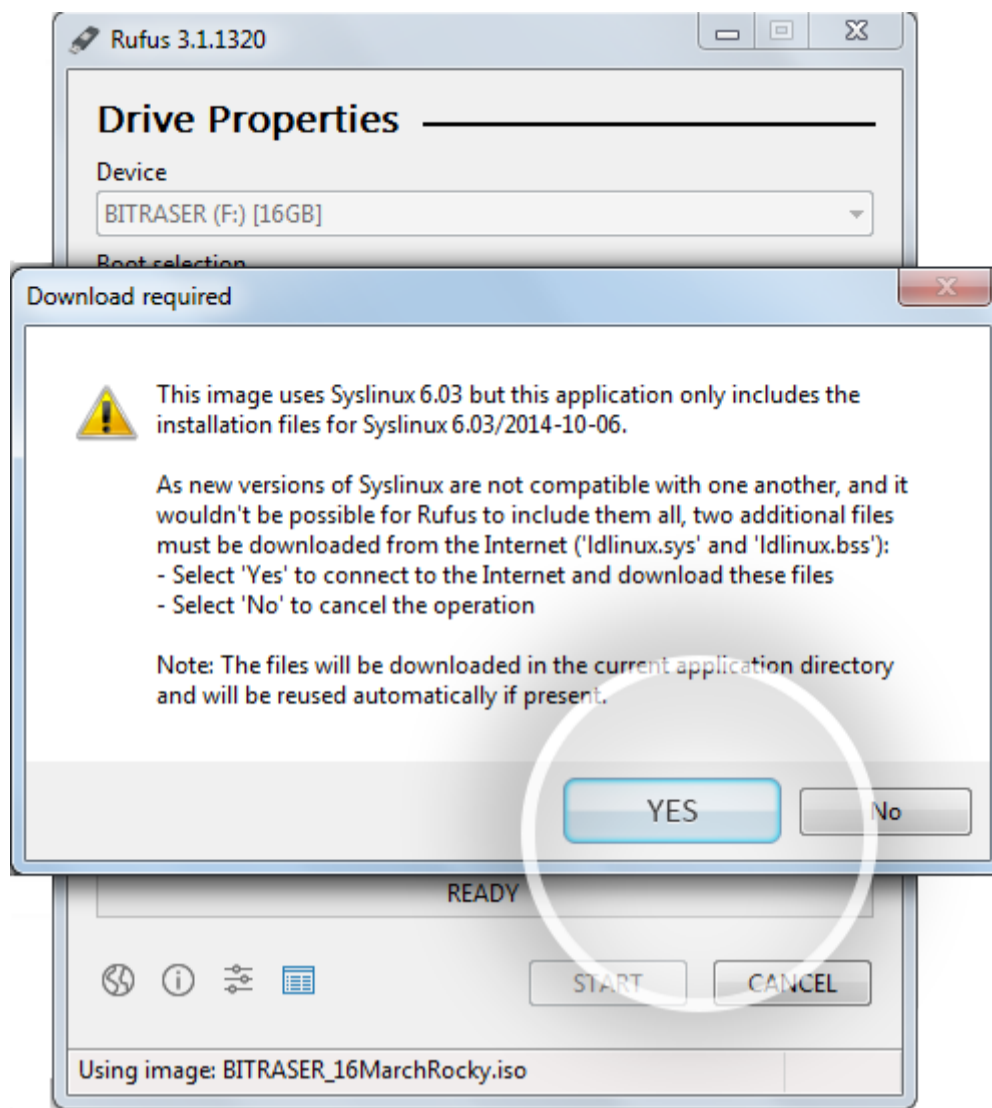 Rufus 3.1.1320
Drive Properties
Device
BITRASER (F:) [16GB]
Boot selection
Download required
This image uses Syslinux 6.03 but this application only includes the
installation files for Syslinux 6.03/2014-10-06.
As new versions of Syslinux are not compatible with one another, and it
wouldn't be possible for Rufus to include them all, two additional files
must be downloaded from the Internet ('ldlinux.sys' and 'ldlinux.bss'):
- Select 'Yes' to connect to the Internet and download these files
- Select 'No' to cancel the operation
Note: The files will be downloaded in the current application directory
and will be reused automatically if present.
YES No
READY
START CANCEL
Using image: BITRASER_16MarchRocky.iso